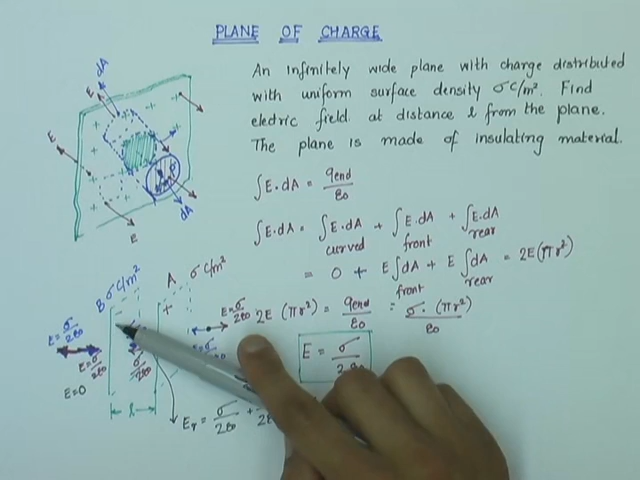 PLANE OF CHARGE
An infinitely wide plane with charge distributed
with uniform surface density σ C/m². Find
electric field at distance l from the plane.
The plane is made of insulating material.
dA
E
E
r
dA
E
∫E.dA = qend/ε0
∫E.dA = ∫E.dA curved + ∫E.dA front + ∫E.dA rear
= 0 + E∫dA front + E∫dA rear = 2E(πr²)
2E (πr²) = qend/ε0 = σ.(πr²)/ε0
E = σ
B σ C/m²
A σ C/m²
E=σ/2ε0
E=σ/2ε0
E=σ/2ε0
σ/2ε0
E=0
l